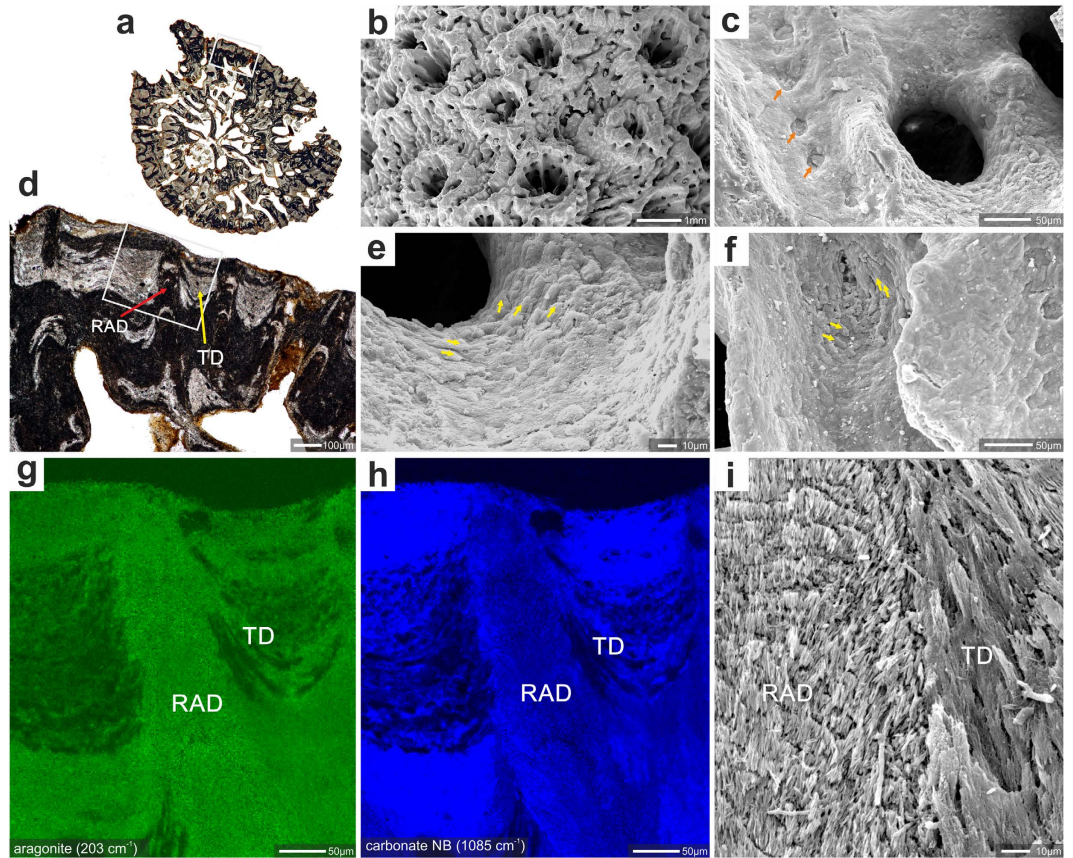 a
b
1mm
c
50µm
d
RAD
TD
100µm
e
10µm
f
50µm
g
TD
RAD
aragonite (203 cm⁻¹)
50µm
h
TD
RAD
carbonate NB (1085 cm⁻¹)
50µm
i
TD
RAD
10µm